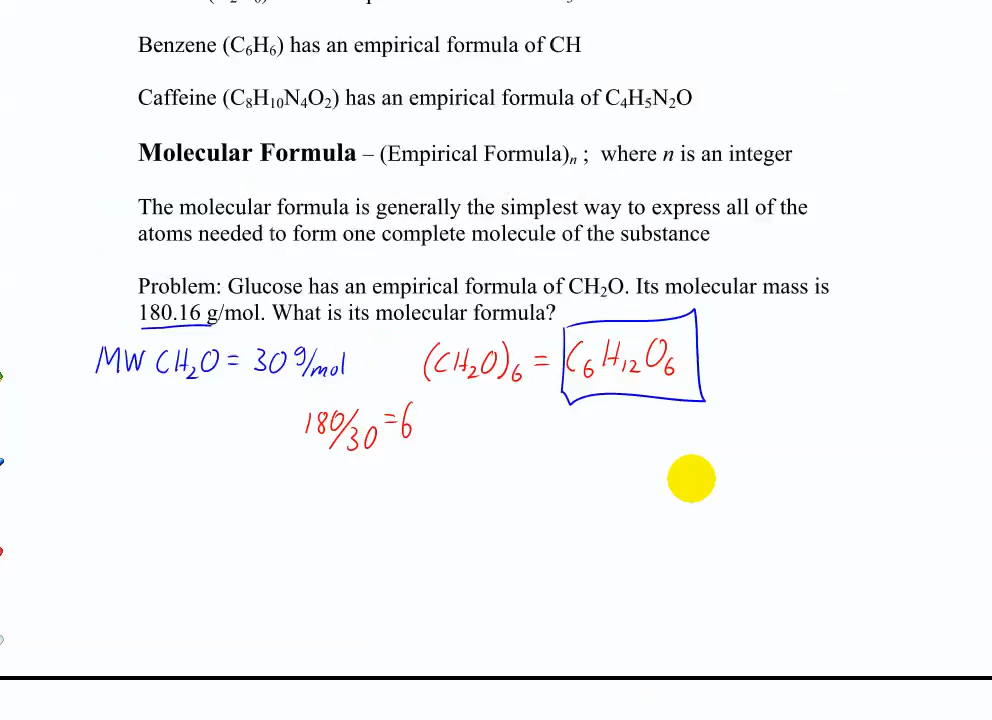 Benzene (C₆H₆) has an empirical formula of CH
Caffeine (C₈H₁₀N₄O₂) has an empirical formula of C₄H₅N₂O
Molecular Formula – (Empirical Formula)ₙ ; where n is an integer
The molecular formula is generally the simplest way to express all of the
atoms needed to form one complete molecule of the substance
Problem: Glucose has an empirical formula of CH₂O. Its molecular mass is
180.16 g/mol. What is its molecular formula?
MW CH₂O = 30 g/mol (CH₂O)₆ = C₆H₁₂O₆
180/30 = 6